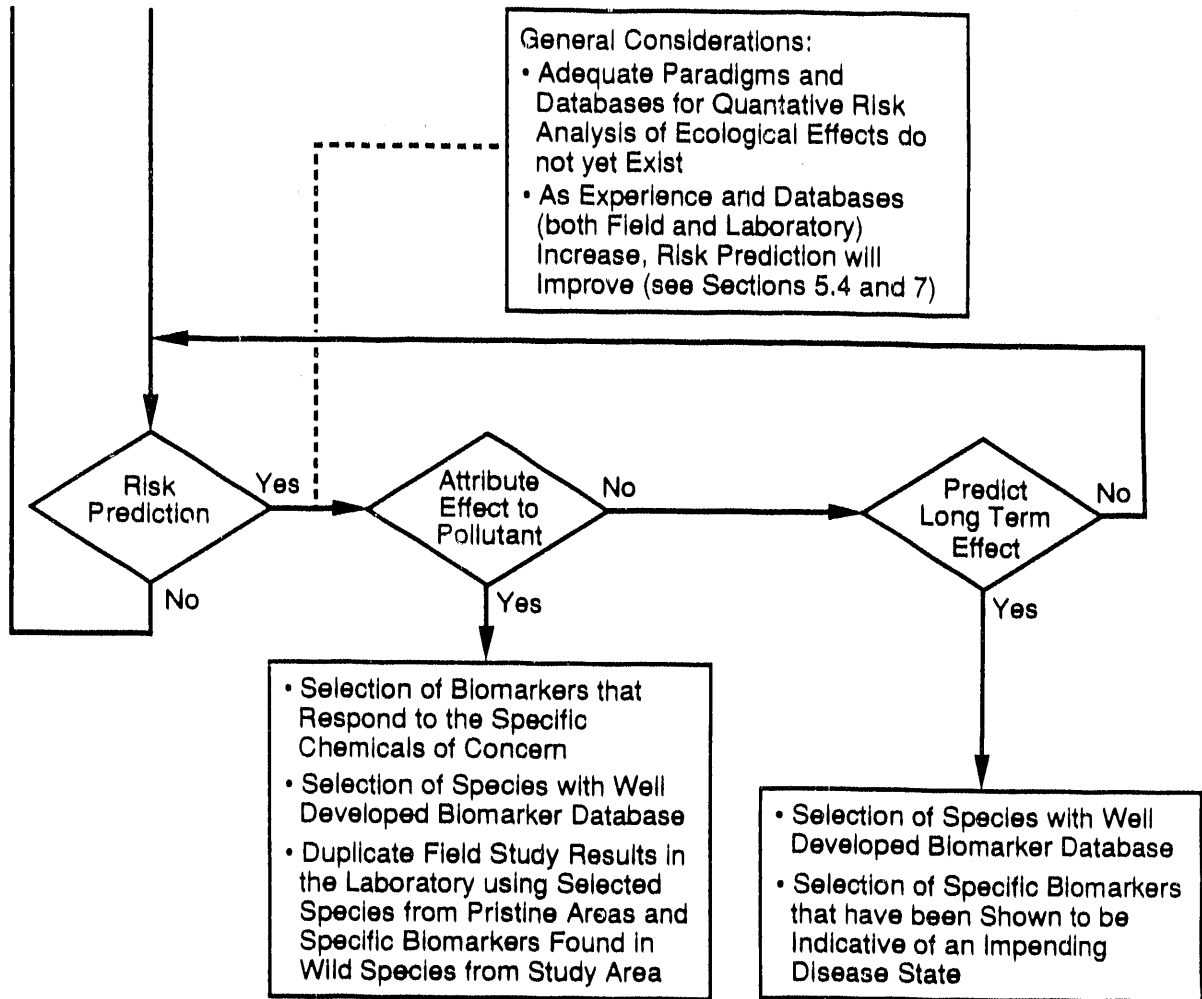 General Considerations:
• Adequate Paradigms and
Databases for Quantative Risk
Analysis of Ecological Effects do
not yet Exist
• As Experience and Databases
(both Field and Laboratory)
Increase, Risk Prediction will
Improve (see Sections 5.4 and 7)
Risk
Prediction
Yes
No
Attribute
Effect to
Pollutant
No
Yes
Predict
Long Term
Effect
No
Yes
• Selection of Biomarkers that
Respond to the Specific
Chemicals of Concern
• Selection of Species with Well
Developed Biomarker Database
• Duplicate Field Study Results in
the Laboratory using Selected
Species from Pristine Areas and
Specific Biomarkers Found in
Wild Species from Study Area
• Selection of Species with Well
Developed Biomarker Database
• Selection of Specific Biomarkers
that have been Shown to be
Indicative of an Impending
Disease State